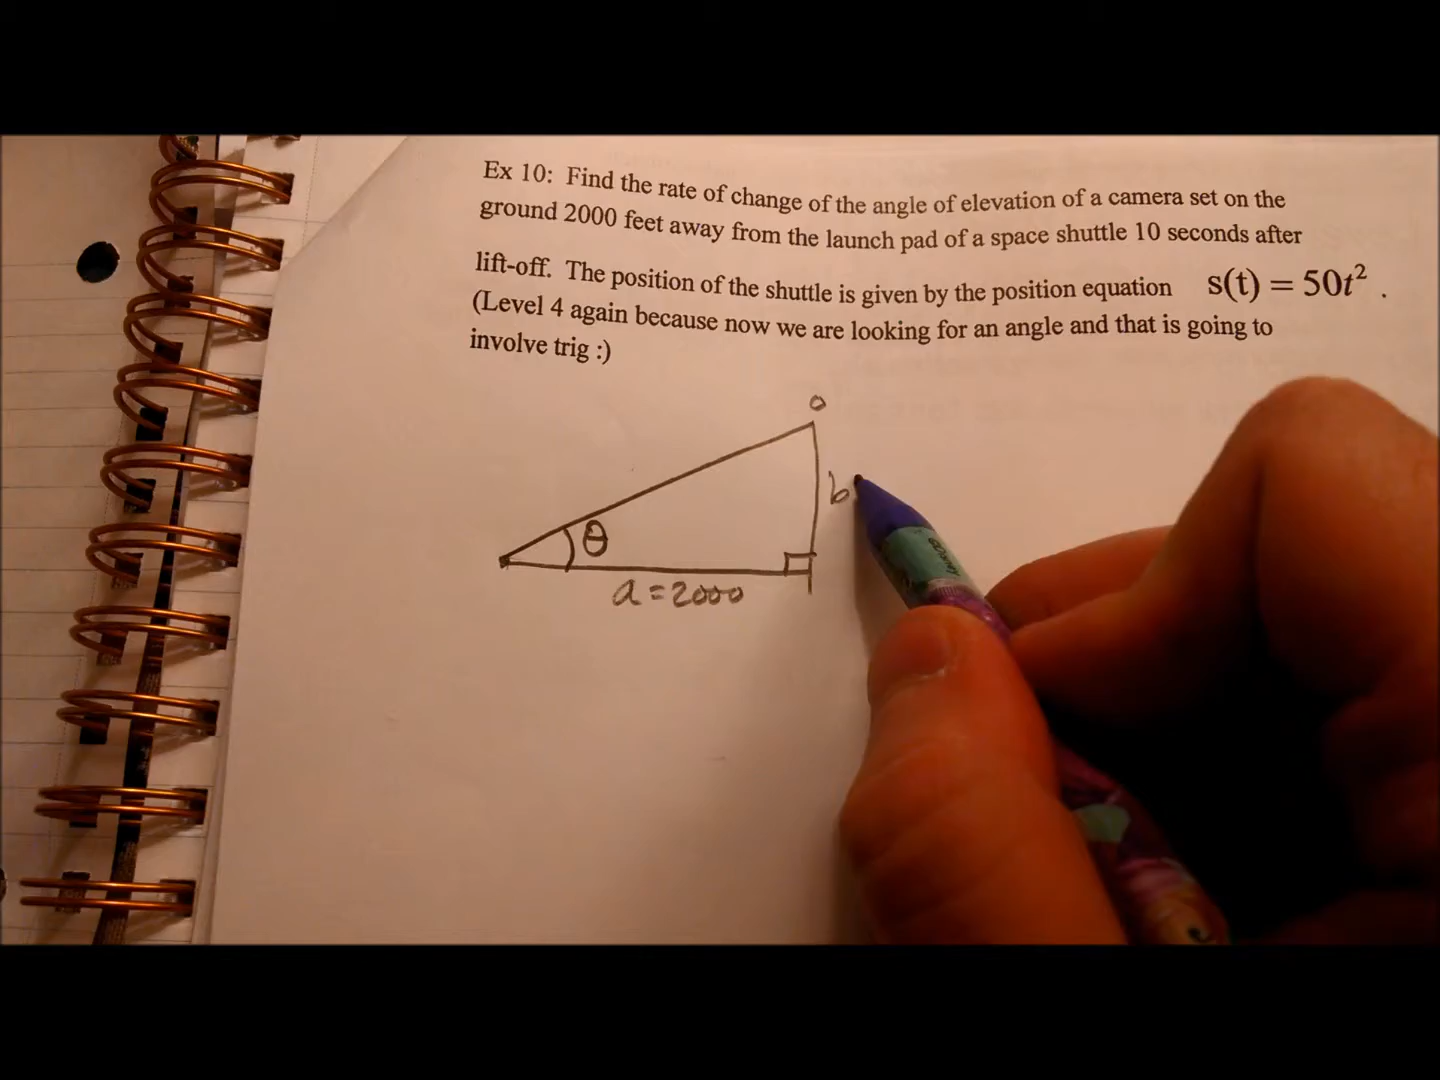 Ex 10: Find the rate of change of the angle of elevation of a camera set on the
ground 2000 feet away from the launch pad of a space shuttle 10 seconds after
lift-off. The position of the shuttle is given by the position equation s(t) = 50t².
(Level 4 again because now we are looking for an angle and that is going to
involve trig :)
b
θ
a = 2000